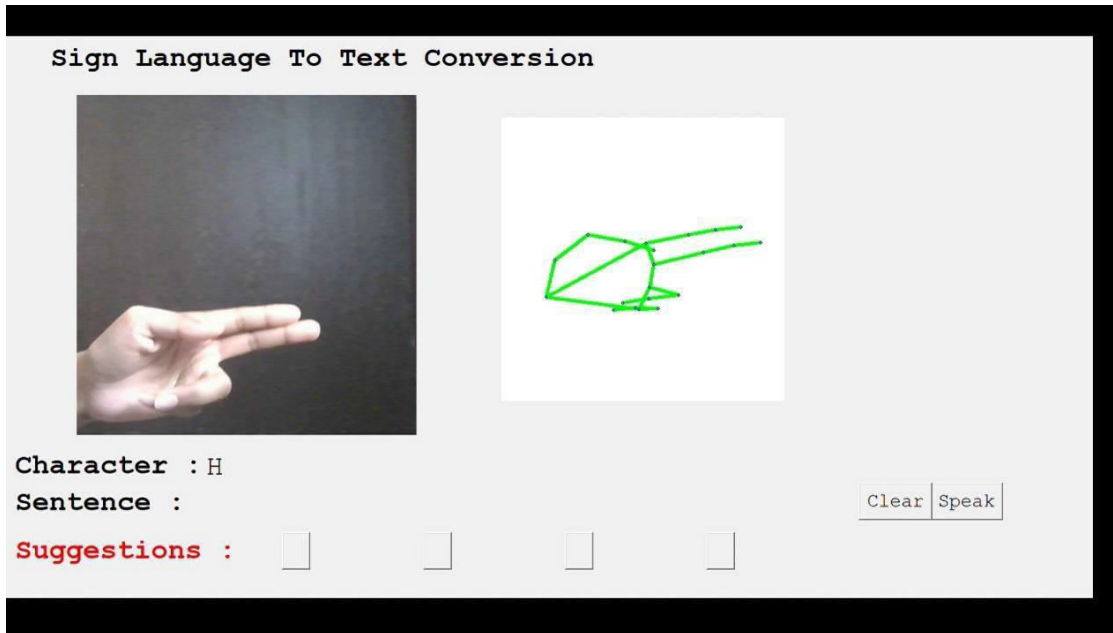 Sign Language To Text Conversion
Character : H
Sentence :
Clear Speak
Suggestions :